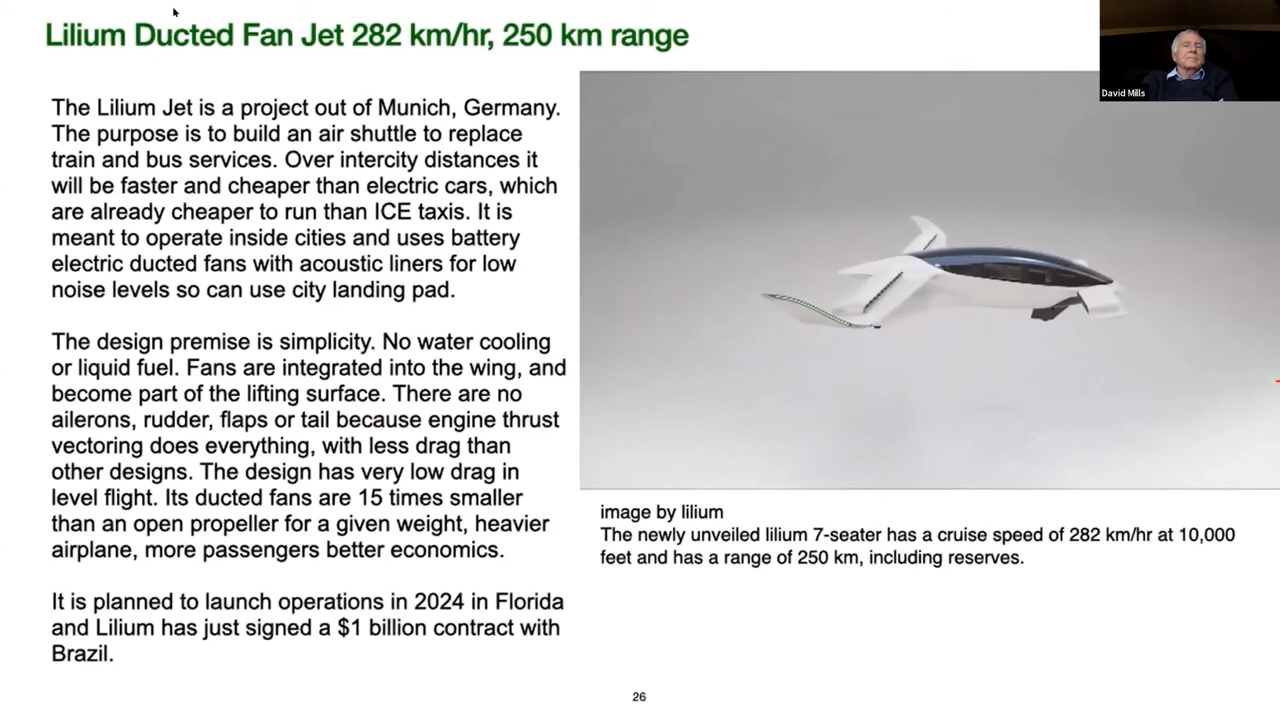 Lilium Ducted Fan Jet 282 km/hr, 250 km range
David Mills
The Lilium Jet is a project out of Munich, Germany.
The purpose is to build an air shuttle to replace
train and bus services. Over intercity distances it
will be faster and cheaper than electric cars, which
are already cheaper to run than ICE taxis. It is
meant to operate inside cities and uses battery
electric ducted fans with acoustic liners for low
noise levels so can use city landing pad.
The design premise is simplicity. No water cooling
or liquid fuel. Fans are integrated into the wing, and
become part of the lifting surface. There are no
ailerons, rudder, flaps or tail because engine thrust
vectoring does everything, with less drag than
other designs. The design has very low drag in
level flight. Its ducted fans are 15 times smaller
than an open propeller for a given weight, heavier
airplane, more passengers better economics.
It is planned to launch operations in 2024 in Florida
and Lilium has just signed a $1 billion contract with
Brazil.
image by lilium
The newly unveiled lilium 7-seater has a cruise speed of 282 km/hr at 10,000
feet and has a range of 250 km, including reserves.
26